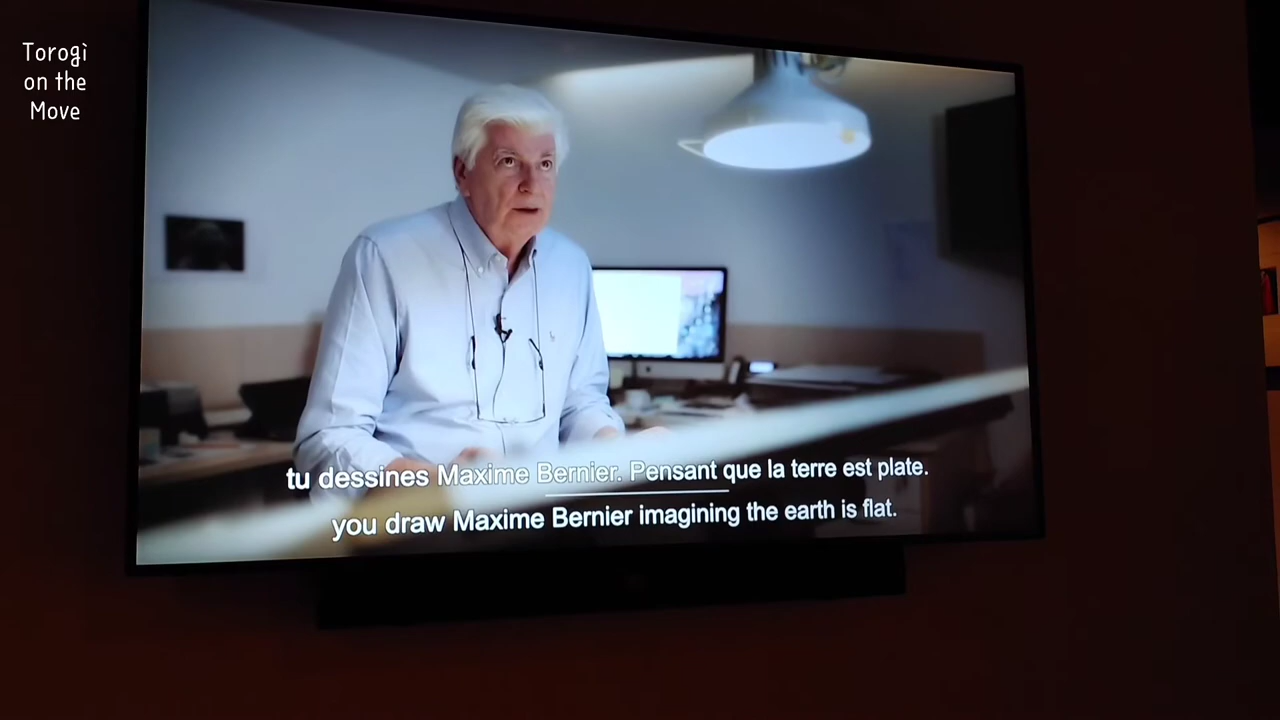 Torogì
on the
Move
tu dessines Maxime Bernier. Pensant que la terre est plate.
you draw Maxime Bernier imagining the earth is flat.